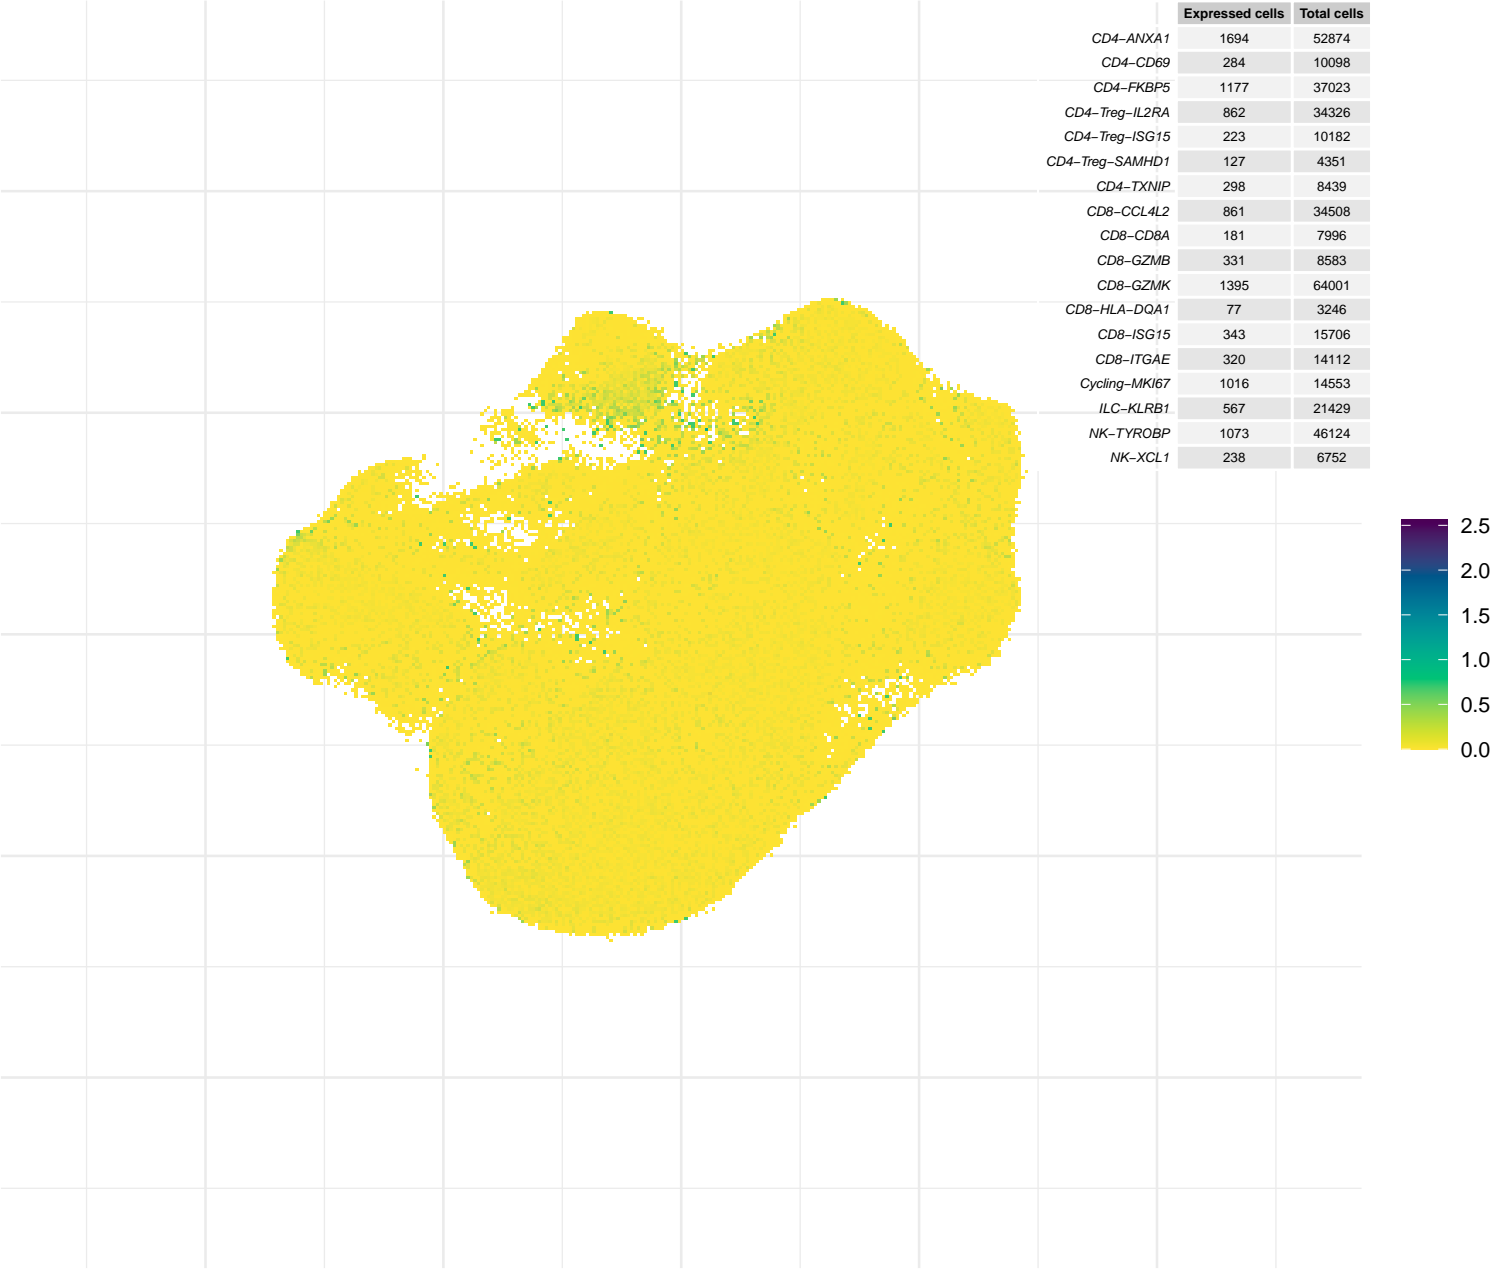 Expressed cells Total cells
CD4−ANXA1 1694 52874
CD4−CD69 284 10098
CD4−FKBP5 1177 37023
CD4−Treg−IL2RA 862 34326
CD4−Treg−ISG15 223 10182
CD4−Treg−SAMHD1 127 4351
CD4−TXNIP 298 8439
CD8−CCL4L2 861 34508
CD8−CD8A 181 7996
CD8−GZMB 331 8583
CD8−GZMK 1395 64001
CD8−HLA−DQA1 77 3246
CD8−ISG15 343 15706
CD8−ITGAE 320 14112
Cycling−MKI67 1016 14553
ILC−KLRB1 567 21429
NK−TYROBP 1073 46124
NK−XCL1 238 6752
2.5
2.0
1.5
1.0
0.5
0.0